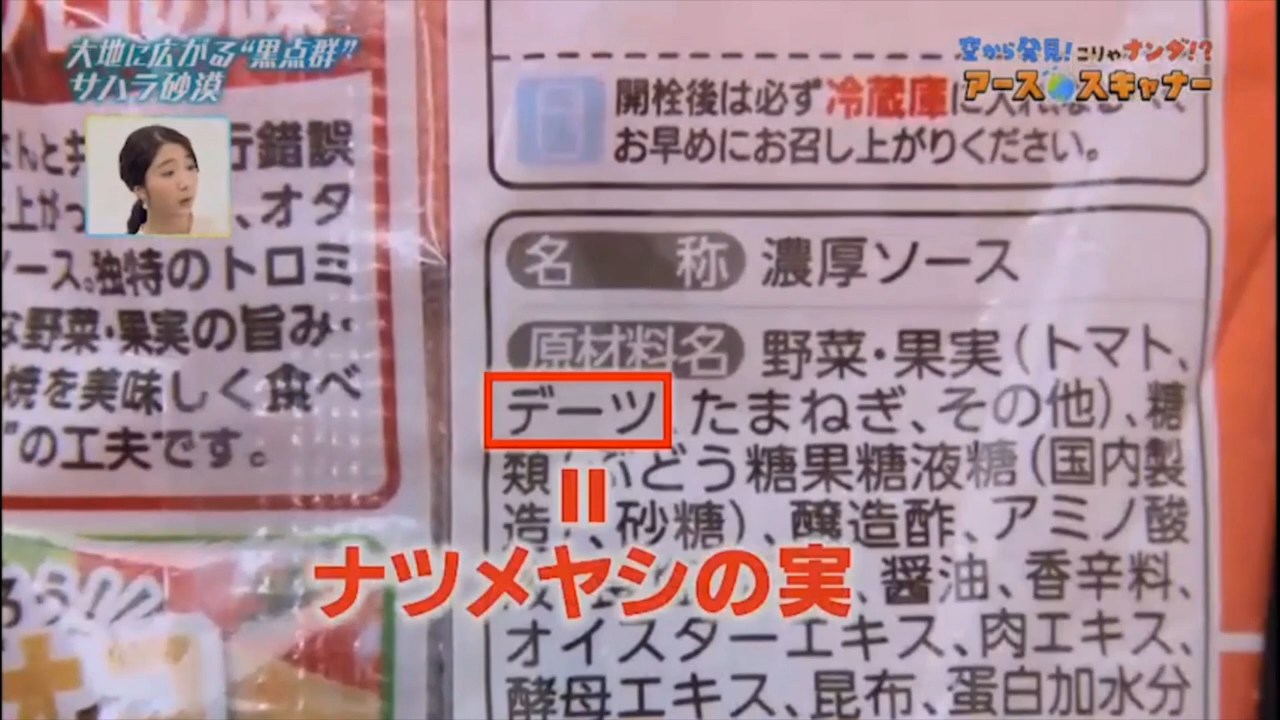 大地に広がる“黒点群”
サハラ砂漠
空から発見!こりゃナンダ!?
アーススキャナー
行錯誤
、オタ
ソース。独特のトロミ
な野菜・果実の旨み・
焼を美味しく食べ
の工夫です。
開栓後は必ず冷蔵庫に
お早めにお召し上がりください。
名称 濃厚ソース
原材料名 野菜・果実(トマト、
デーツ、たまねぎ、その他)、糖
類(ぶどう糖果糖液糖(国内製
造)、砂糖)、醸造酢、アミノ酸
、醤油、香辛料、
オイスターエキス、肉エキス、
酵母エキス、昆布、蛋白加水分
=
ナツメヤシの実